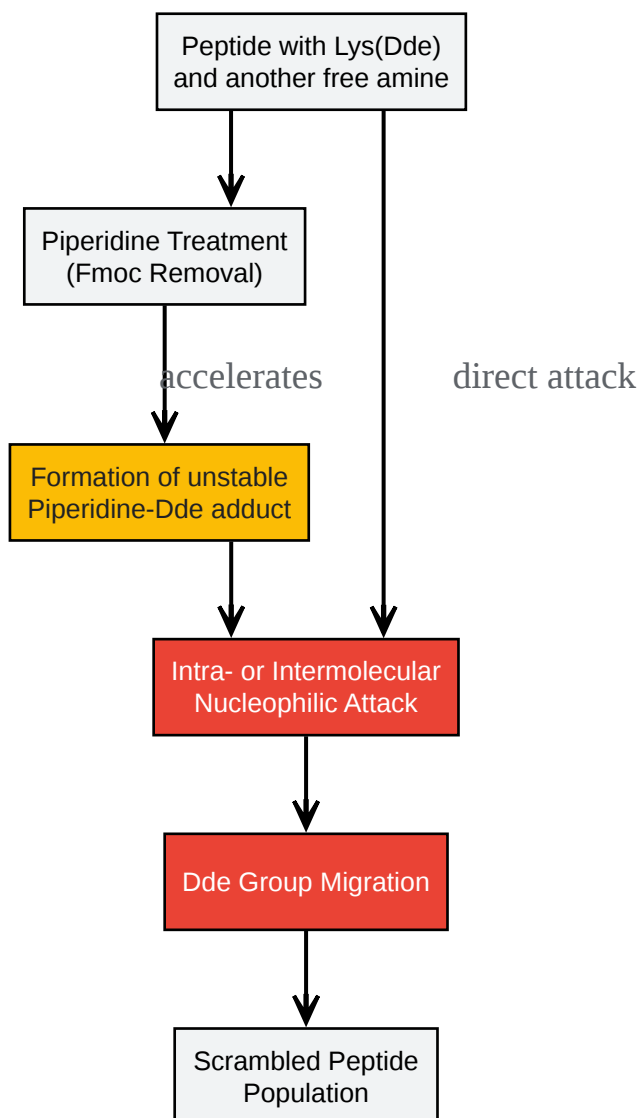 Peptide with Lys(Dde)
and another free amine
Piperidine Treatment
(Fmoc Removal)
accelerates
direct attack
Formation of unstable
Piperidine-Dde adduct
Intra- or Intermolecular
Nucleophilic Attack
Dde Group Migration
Scrambled Peptide
Population